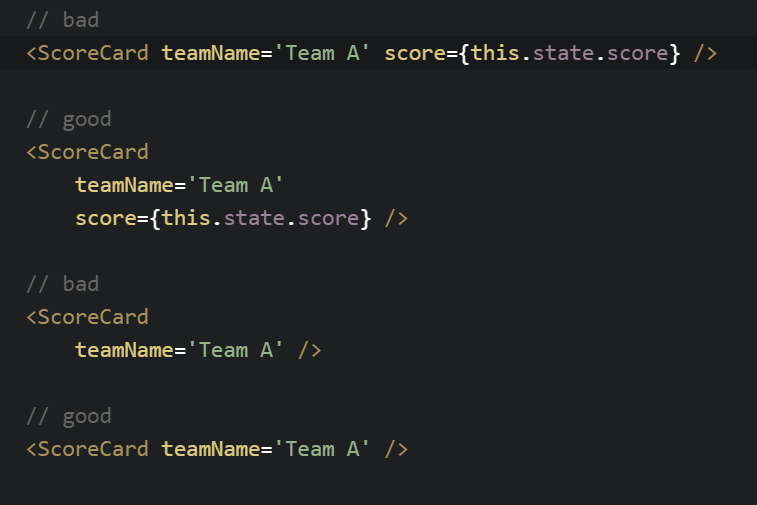 // bad
<ScoreCard teamName='Team A' score={this.state.score} />
// good
<ScoreCard
teamName='Team A'
score={this.state.score} />
// bad
<ScoreCard
teamName='Team A' />
// good
<ScoreCard teamName='Team A' />